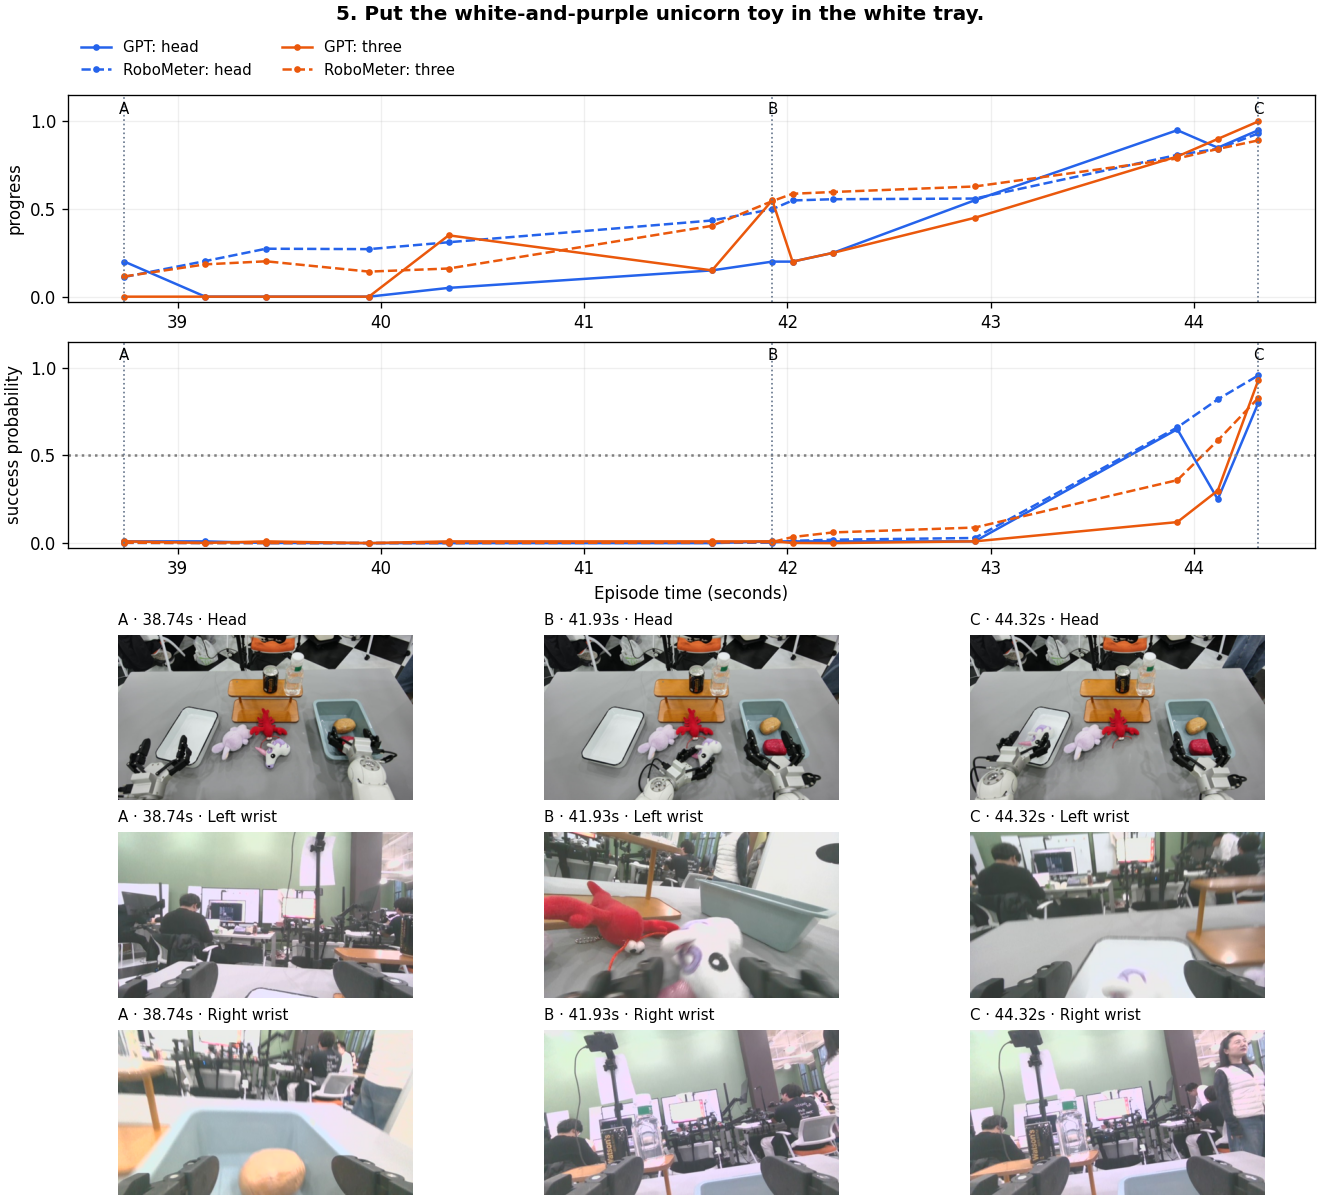 5. Put the white-and-purple unicorn toy in the white tray.
GPT: head
GPT: three
RoboMeter: head
RoboMeter: three
A
B
C
1.0
0.5
0.0
progress
39
40
41
42
43
44
A
B
C
1.0
0.5
0.0
success probability
39
40
41
42
43
44
Episode time (seconds)
A · 38.74s · Head
B · 41.93s · Head
C · 44.32s · Head
A · 38.74s · Left wrist
B · 41.93s · Left wrist
C · 44.32s · Left wrist
A · 38.74s · Right wrist
B · 41.93s · Right wrist
C · 44.32s · Right wrist
Watsons